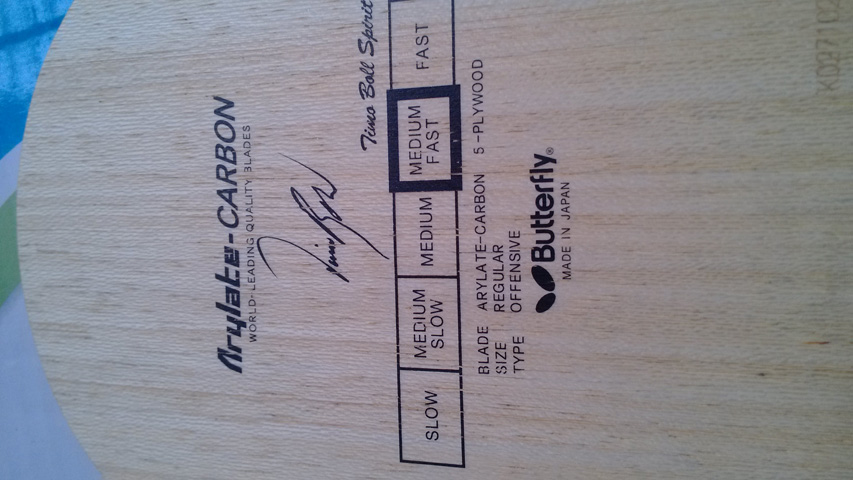 Arylate-CARBON
WORLD-LEADING QUALITY BLADES
Timo Boll Spirit
SLOW
MEDIUM SLOW
MEDIUM
MEDIUM FAST
FAST
BLADE ARYLATE-CARBON 5-PLYWOOD
SIZE REGULAR
TYPE OFFENSIVE
Butterfly®
MADE IN JAPAN